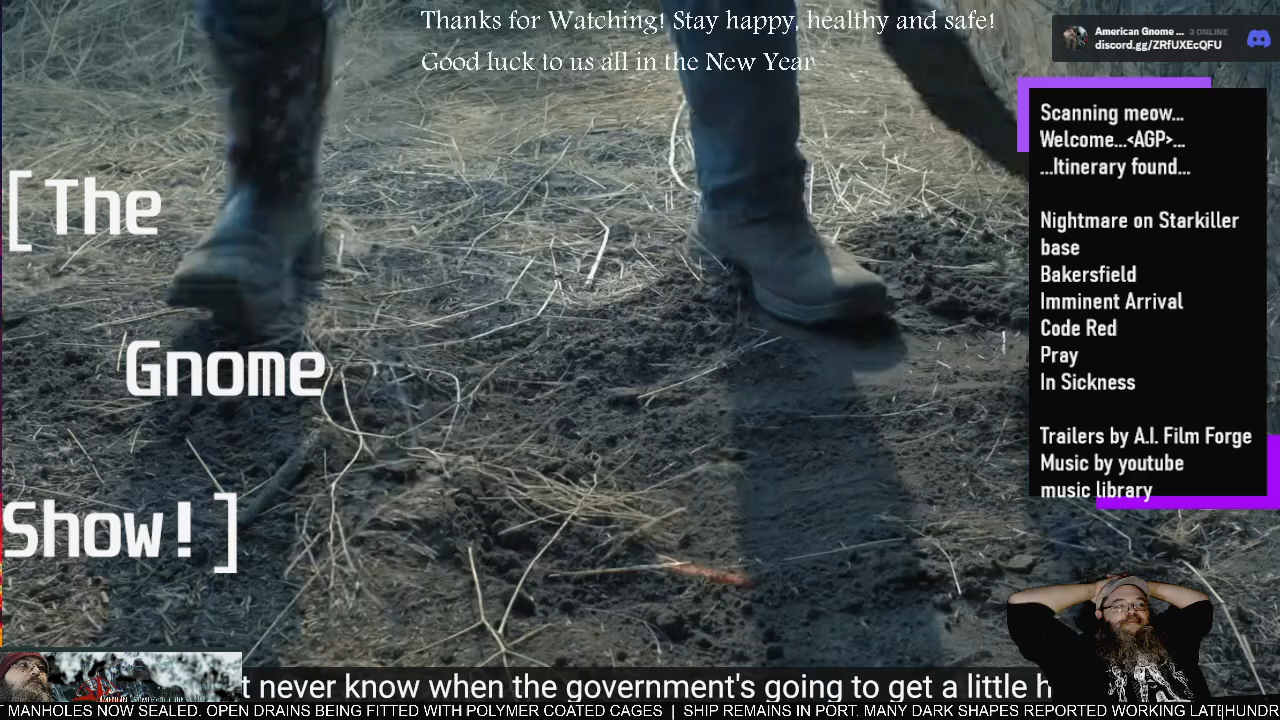 Thanks for Watching! Stay happy, healthy and safe!
Good luck to us all in the New Year
American Gnome ... 3 ONLINE
discord.gg/ZRfUXEcQFU
Scanning meow...
Welcome...<AGP>...
...Itinerary found...
Nightmare on Starkiller
base
Bakersfield
Imminent Arrival
Code Red
Pray
In Sickness
Trailers by A.I. Film Forge
Music by youtube
music library
[The
Gnome
Show!]
t never know when the government's going to get a little h
T MANHOLES NOW SEALED. OPEN DRAINS BEING FITTED WITH POLYMER COATED CAGES | SHIP REMAINS IN PORT. MANY DARK SHAPES REPORTED WORKING LAT